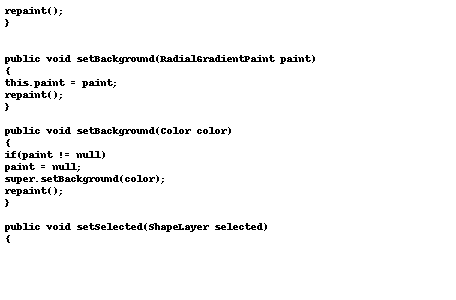 repaint();
}
public void setBackground(RadialGradientPaint paint)
{
this.paint = paint;
repaint();
}
public void setBackground(Color color)
{
if(paint != null)
paint = null;
super.setBackground(color);
repaint();
}
public void setSelected(ShapeLayer selected)
{